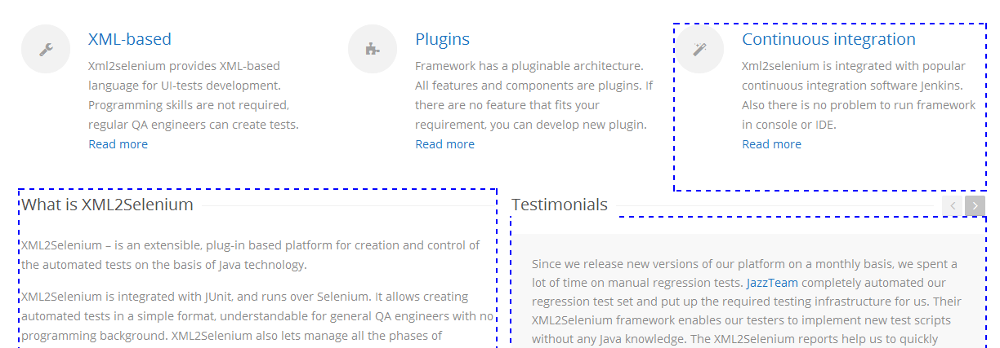 XML-based
Xml2selenium provides XML-based
language for UI-tests development.
Programming skills are not required,
regular QA engineers can create tests.
Read more
Plugins
Framework has a pluginable architecture.
All features and components are plugins. If
there are no feature that fits your
requirement, you can develop new plugin.
Read more
Continuous integration
Xml2selenium is integrated with popular
continuous integration software Jenkins.
Also there is no problem to run framework
in console or IDE.
Read more
What is XML2Selenium
XML2Selenium – is an extensible, plug-in based platform for creation and control of
the automated tests on the basis of Java technology.
XML2Selenium is integrated with JUnit, and runs over Selenium. It allows creating
automated tests in a simple format, understandable for general QA engineers with no
programming background. XML2Selenium also lets manage all the phases of
Testimonials
Since we release new versions of our platform on a monthly basis, we spent a
lot of time on manual regression tests. JazzTeam completely automated our
regression test set and put up the required testing infrastructure for us. Their
XML2Selenium framework enables our testers to implement new test scripts
without any Java knowledge. The XML2Selenium reports help us to quickly